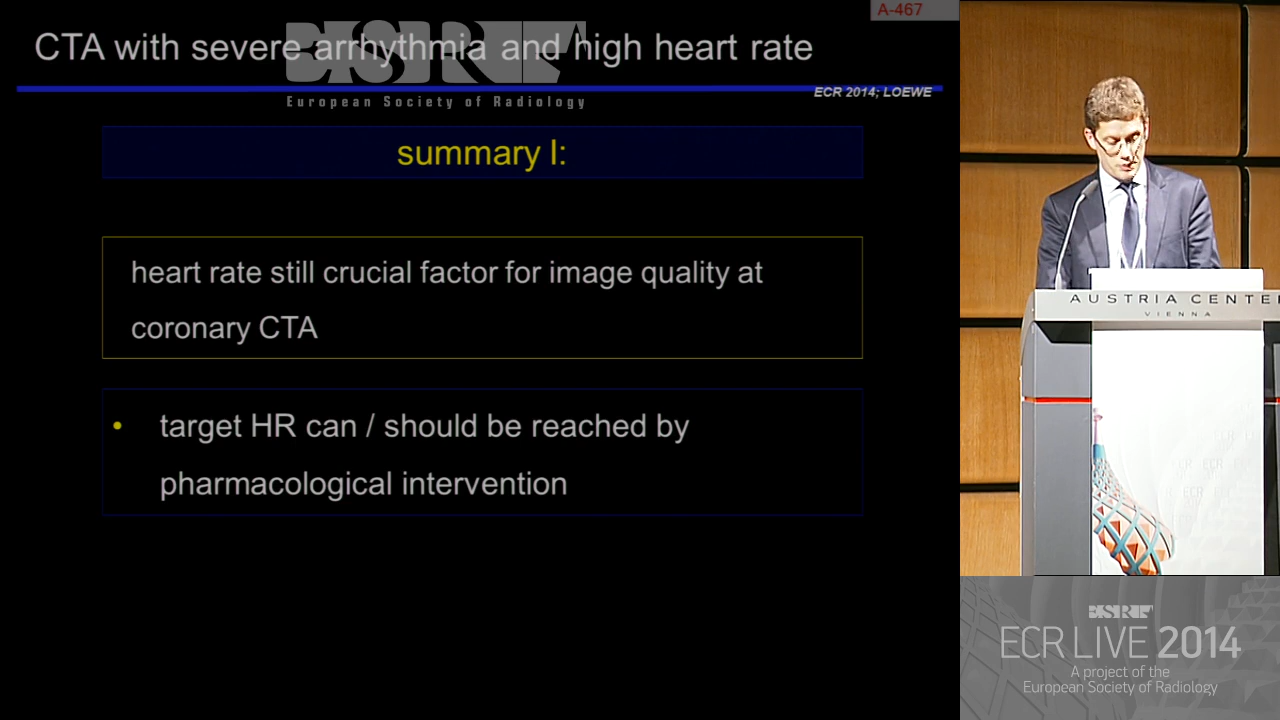 A-467
CTA with severe arrhythmia and high heart rate
European Society of Radiology
ECR 2014; LOEWE
summary I:
heart rate still crucial factor for image quality at
coronary CTA
• target HR can / should be reached by
pharmacological intervention
AUSTRIA CENTE
VIENNA
ECR LIVE 2014
A project of the
European Society of Radiology